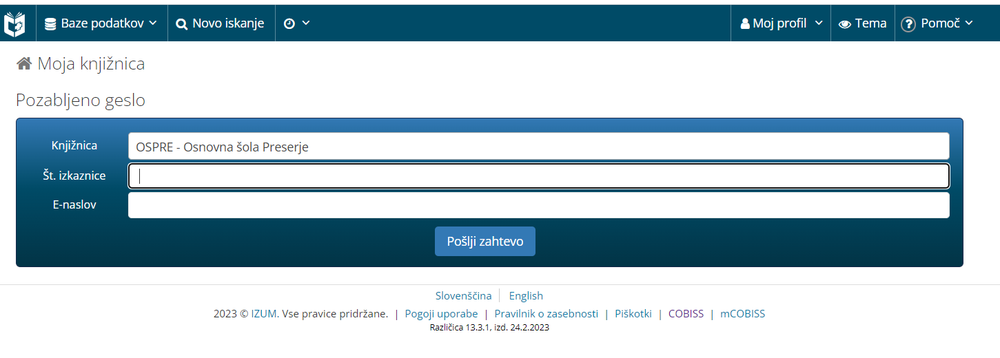 Baze podatkov Novo iskanje Moj profil Tema ? Pomoč
Moja knjižnica
Pozabljeno geslo
Knjižnica OSPRE - Osnovna šola Preserje
Št. izkaznice
E-naslov
Pošlji zahtevo
Slovenščina English
2023 © IZUM. Vse pravice pridržane. | Pogoji uporabe | Pravilnik o zasebnosti | Piškotki | COBISS | mCOBISS
Različica 13.3.1, izd. 24.2.2023